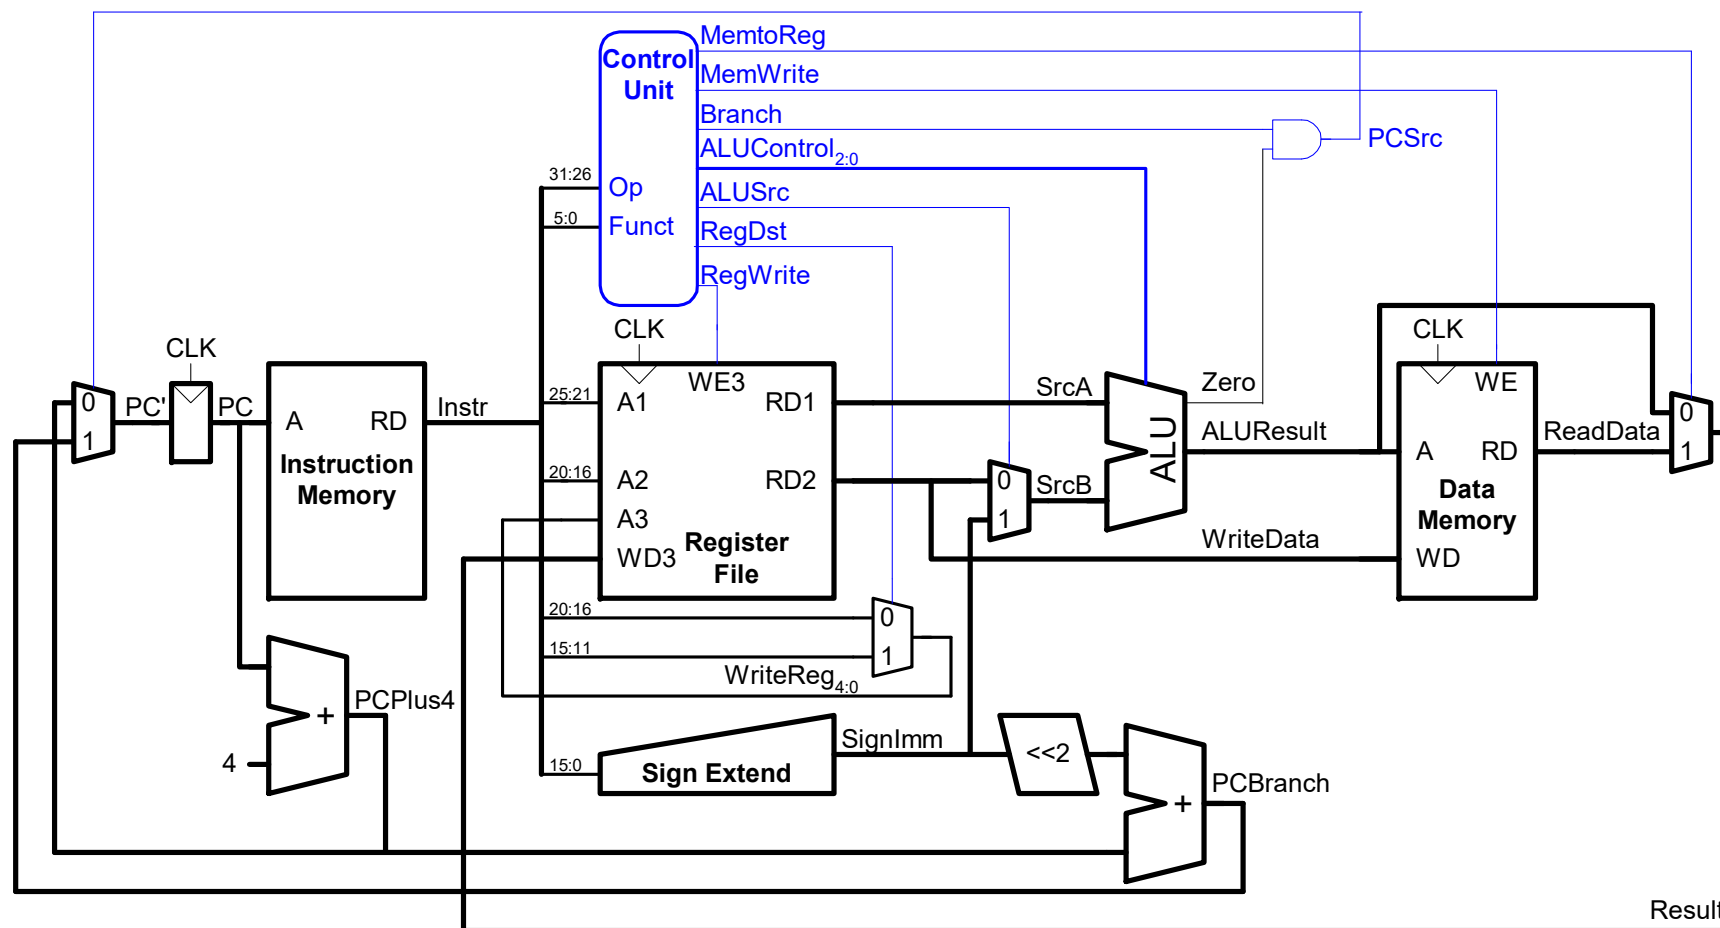 MemtoReg
Control
Unit
MemWrite
Branch
PCSrc
ALUControl2:0
31:26
Op
ALUSrc
5:0
Funct
RegDst
RegWrite
CLK
CLK
CLK
WE3
Zero
WE
0
PC'
PC
A
RD
Instr
25:21
A1
RD1
SrcA
0
1
Instruction
Memory
ALU
ALUResult
A
RD
ReadData
1
20:16
A2
RD2
0
SrcB
Data
Memory
A3
1
Register
File
WD3
WriteData
WD
20:16
0
15:11
1
WriteReg4:0
PCPlus4
+
4
SignImm
15:0
Sign Extend
<<2
PCBranch
+
Result